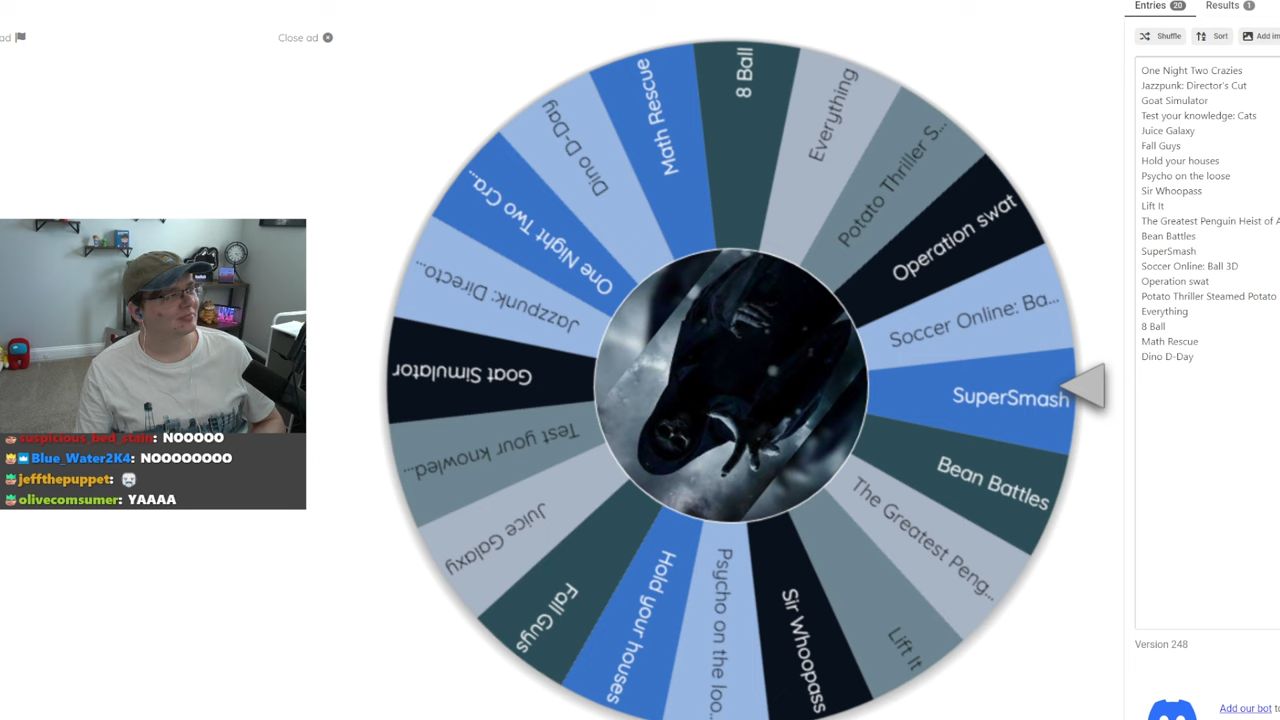 ad
Close ad
Entries 20
Results 1
Shuffle
Sort
Add im
One Night Two Crazies
Jazzpunk: Director's Cut
Goat Simulator
Test your knowledge: Cats
Juice Galaxy
Fall Guys
Hold your houses
Psycho on the loose
Sir Whoopass
Lift It
The Greatest Penguin Heist of A
Bean Battles
SuperSmash
Soccer Online: Ball 3D
Operation swat
Potato Thriller Steamed Potato
Everything
8 Ball
Math Rescue
Dino D-Day
Version 248
Add our bot to
8 Ball
Everything
Potato Thriller S...
Operation swat
Soccer Online: Ba...
SuperSmash
Bean Battles
The Greatest Peng...
Lift It
Sir Whoopass
Psycho on the loo...
Hold your houses
Fall Guys
Juice Galaxy
Test your knowled...
Goat Simulator
Jazzpunk: Directo...
One Night Two Cra...
Dino D-Day
Math Rescue
suspicious_bed_stain: NOOOOO
Blue_Water2K4: NOOOOOOOO
jeffthepuppet:
olivecomsumer: YAAAA